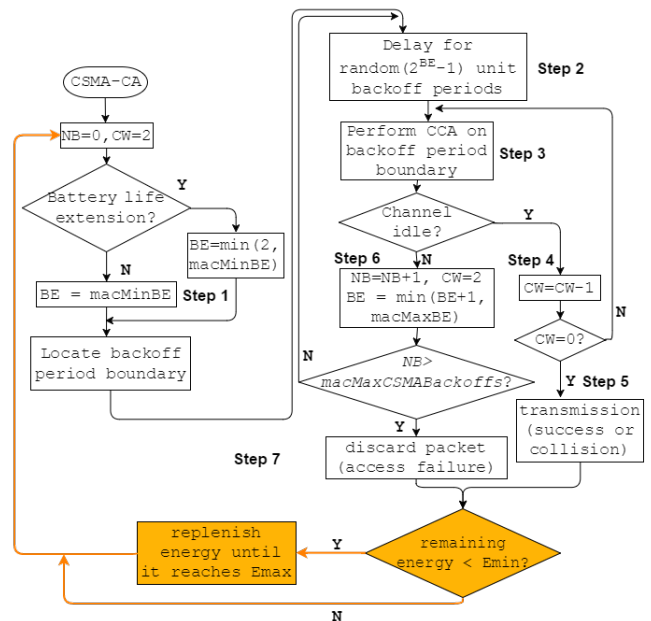 CSMA-CA
NB=0,CW=2
Battery life
extension?
Y
N
BE=min(2,
macMinBE)
BE = macMinBE
Step 1
Locate backoff
period boundary
Delay for
random(2^BE-1) unit
backoff periods
Step 2
Perform CCA on
backoff period
boundary
Step 3
Channel
idle?
Y
N
Step 6
Step 4
NB=NB+1, CW=2
BE = min(BE+1,
macMaxBE)
CW=CW-1
CW=0?
N
Y
Step 5
NB>
macMaxCSMABackoffs?
N
Y
transmission
(success or
collision)
discard packet
(access failure)
Step 7
remaining
energy < Emin?
Y
N
replenish
energy until
it reaches Emax